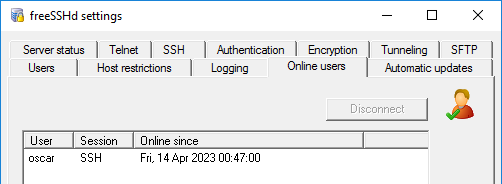 freeSSHd settings
Server status Telnet SSH Authentication Encryption Tunneling SFTP
Users Host restrictions Logging Online users Automatic updates
Disconnect
User Session Online since
oscar SSH Fri, 14 Apr 2023 00:47:00